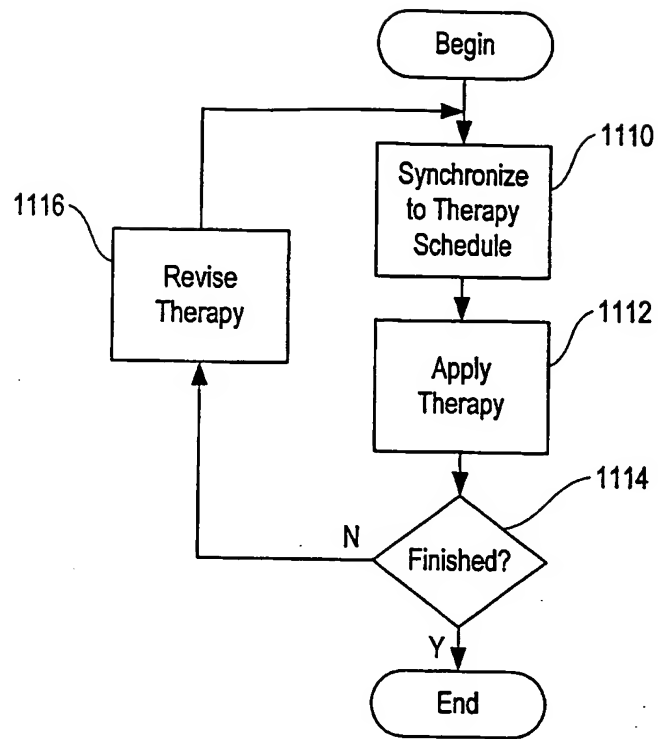 Begin
1110
Synchronize
to Therapy
Schedule
1116
Revise
Therapy
1112
Apply
Therapy
1114
N
Finished?
Y
End